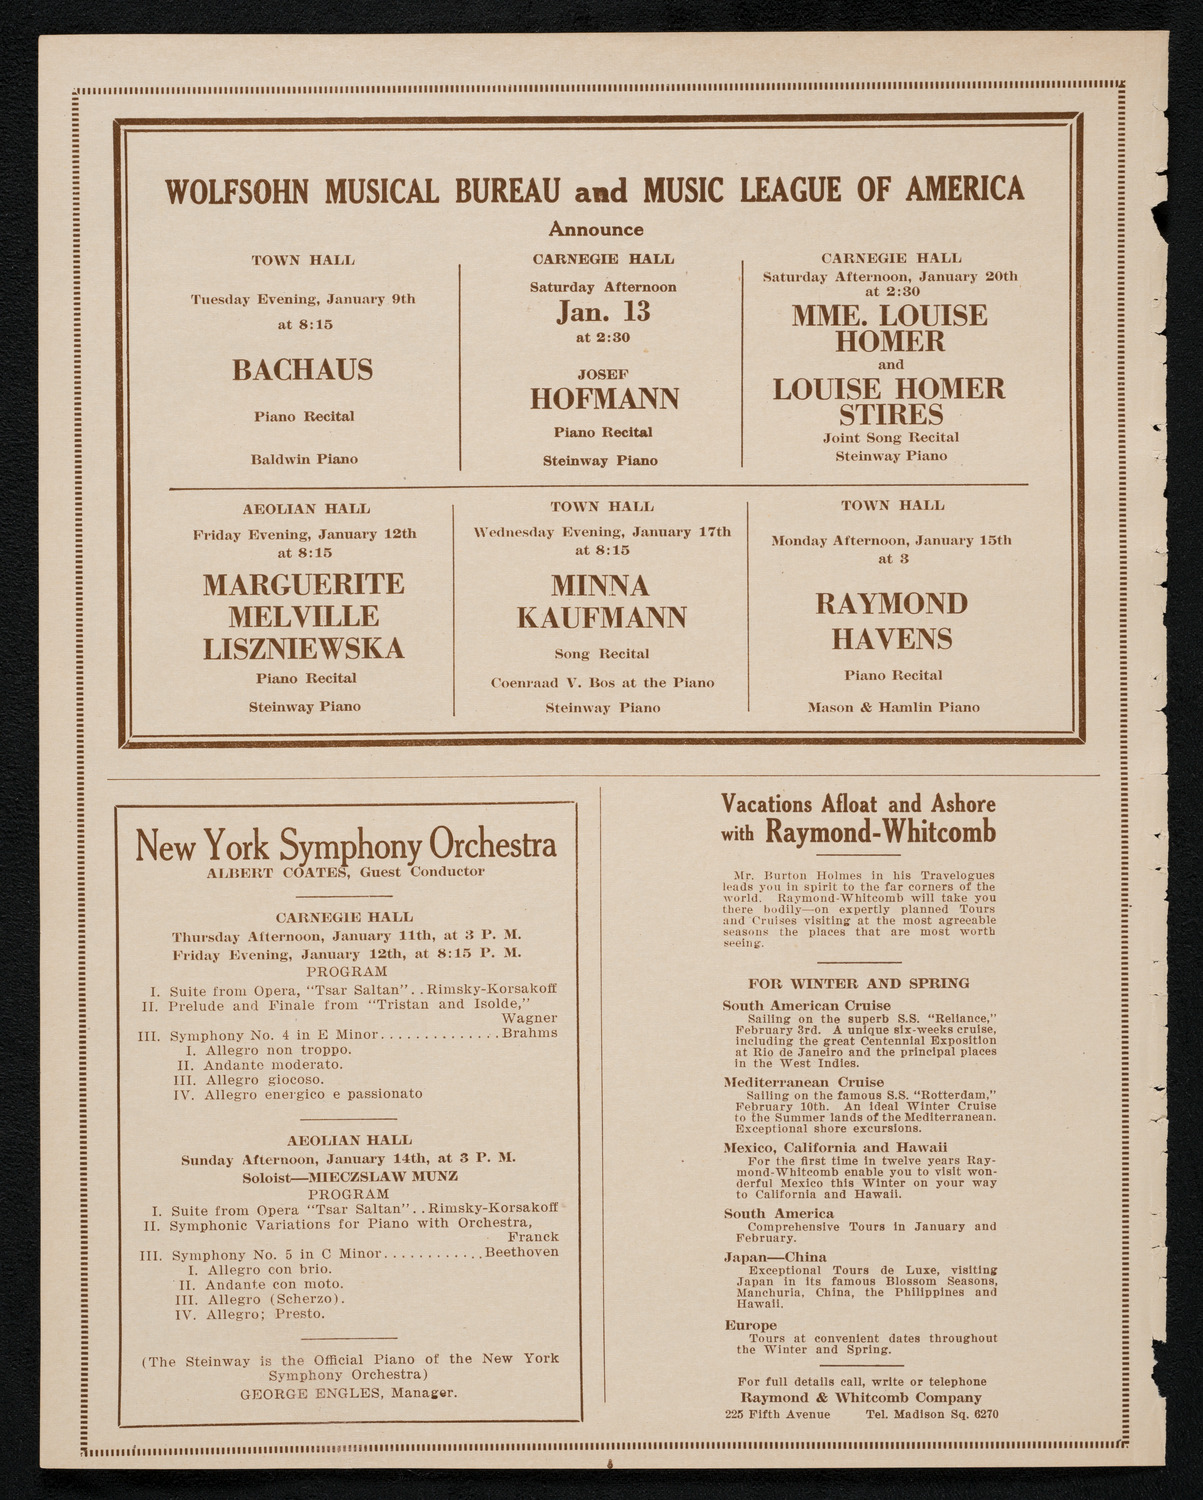 WOLFSOHN MUSICAL BUREAU and MUSIC LEAGUE OF AMERICA
Announce
TOWN HALL
Tuesday Evening, January 9th
at 8:15
BACHAUS
Piano Recital
Baldwin Piano
CARNEGIE HALL
Saturday Afternoon
Jan. 13
at 2:30
JOSEF
HOFMANN
Piano Recital
Steinway Piano
CARNEGIE HALL
Saturday Afternoon, January 20th
at 2:30
MME. LOUISE
HOMER
and
LOUISE HOMER
STIRES
Joint Song Recital
Steinway Piano
AEOLIAN HALL
Friday Evening, January 12th
at 8:15
MARGUERITE
MELVILLE
LISZNIEWSKA
Piano Recital
Steinway Piano
TOWN HALL
Wednesday Evening, January 17th
at 8:15
MINNA
KAUFMANN
Song Recital
Coenraad V. Bos at the Piano
Steinway Piano
TOWN HALL
Monday Afternoon, January 15th
at 3
RAYMOND
HAVENS
Piano Recital
Mason & Hamlin Piano
New York Symphony Orchestra
ALBERT COATES, Guest Conductor
CARNEGIE HALL
Thursday Afternoon, January 11th, at 3 P. M.
Friday Evening, January 12th, at 8:15 P. M.
PROGRAM
I. Suite from Opera, "Tsar Saltan"..Rimsky-Korsakoff
II. Prelude and Finale from "Tristan and Isolde,"
Wagner
III. Symphony No. 4 in E Minor..............Brahms
I. Allegro non troppo.
II. Andante moderato.
III. Allegro giocoso.
IV. Allegro energico e passionato
AEOLIAN HALL
Sunday Afternoon, January 14th, at 3 P. M.
Soloist—MIECZSLAW MUNZ
PROGRAM
I. Suite from Opera "Tsar Saltan"..Rimsky-Korsakoff
II. Symphonic Variations for Piano with Orchestra,
Franck
III. Symphony No. 5 in C Minor............Beethoven
I. Allegro con brio.
II. Andante con moto.
III. Allegro (Scherzo).
IV. Allegro; Presto.
(The Steinway is the Official Piano of the New York
Symphony Orchestra)
GEORGE ENGLES, Manager.
Vacations Afloat and Ashore
with Raymond-Whitcomb
Mr. Burton Holmes in his Travelogues
leads you in spirit to the far corners of the
world. Raymond-Whitcomb will take you
there bodily—on expertly planned Tours
and Cruises visiting at the most agreeable
seasons the places that are most worth
seeing.
FOR WINTER AND SPRING
South American Cruise
Sailing on the superb S.S. "Reliance,"
February 3rd. A unique six-weeks cruise,
including the great Centennial Exposition
at Rio de Janeiro and the principal places
in the West Indies.
Mediterranean Cruise
Sailing on the famous S.S. "Rotterdam,"
February 10th. An ideal Winter Cruise
to the Summer lands of the Mediterranean.
Exceptional shore excursions.
Mexico, California and Hawaii
For the first time in twelve years Ray-
mond-Whitcomb enable you to visit won-
derful Mexico this Winter on your way
to California and Hawaii.
South America
Comprehensive Tours in January and
February.
Japan—China
Exceptional Tours de Luxe, visiting
Japan in its famous Blossom Seasons,
Manchuria, China, the Philippines and
Hawaii.
Europe
Tours at convenient dates throughout
the Winter and Spring.
For full details call, write or telephone
Raymond & Whitcomb Company
225 Fifth Avenue Tel. Madison Sq. 6270